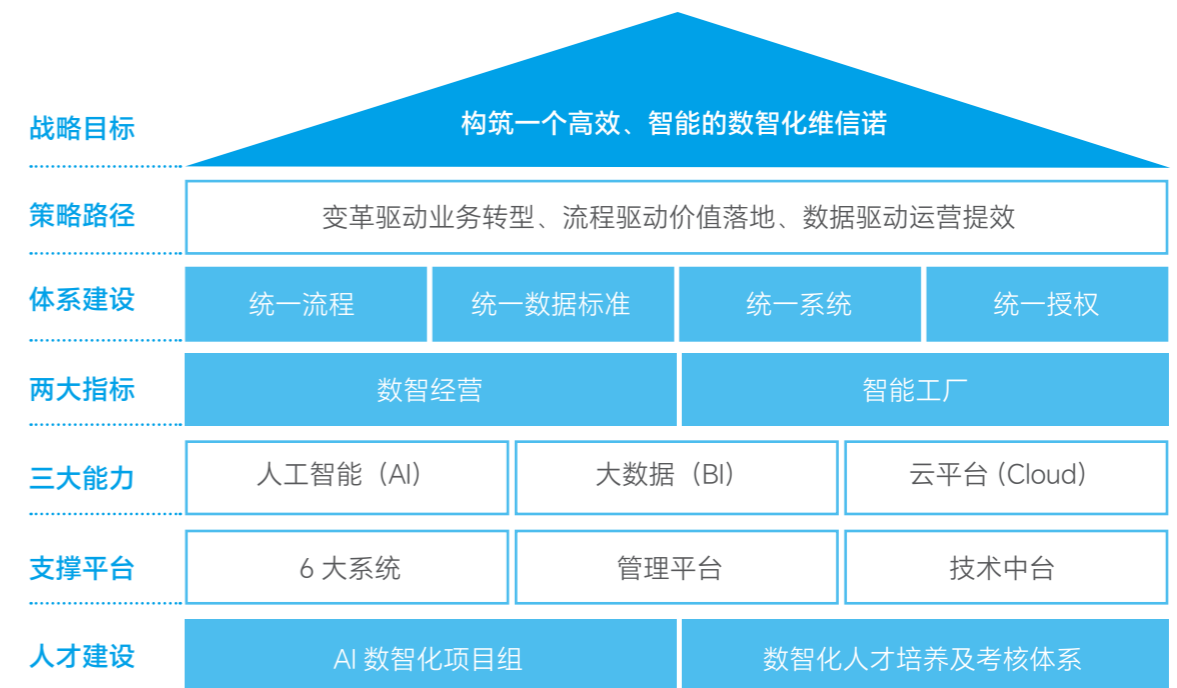 构筑一个高效、智能的数智化维信诺
战略目标
策略路径
变革驱动业务转型、流程驱动价值落地、数据驱动运营提效
体系建设
统一流程
统一数据标准
统一系统
统一授权
两大指标
数智经营
智能工厂
三大能力
人工智能（AI）
大数据（BI）
云平台（Cloud）
支撑平台
6 大系统
管理平台
技术中台
人才建设
AI 数智化项目组
数智化人才培养及考核体系